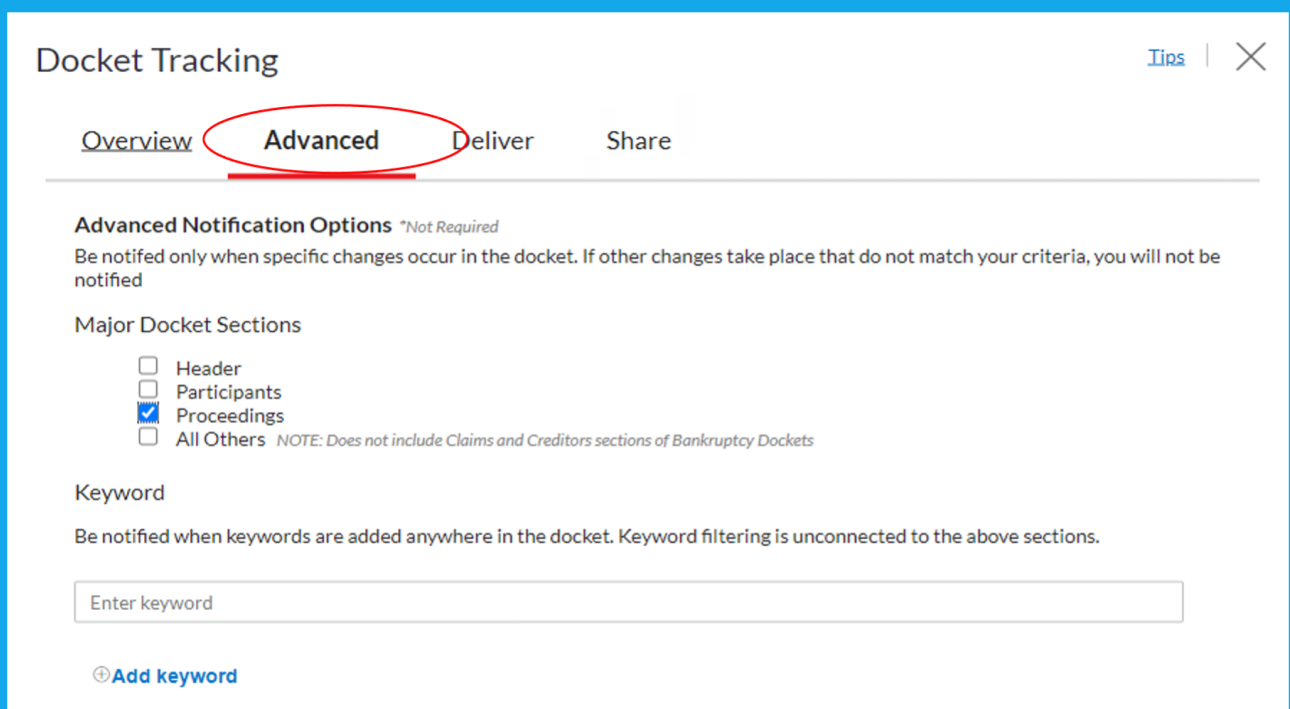 Docket Tracking
Tips
Overview Advanced Deliver Share
Advanced Notification Options *Not Required
Be notifed only when specific changes occur in the docket. If other changes take place that do not match your criteria, you will not be
notified
Major Docket Sections
Header
Participants
Proceedings
All Others NOTE: Does not include Claims and Creditors sections of Bankruptcy Dockets
Keyword
Be notified when keywords are added anywhere in the docket. Keyword filtering is unconnected to the above sections.
Enter keyword
Add keyword